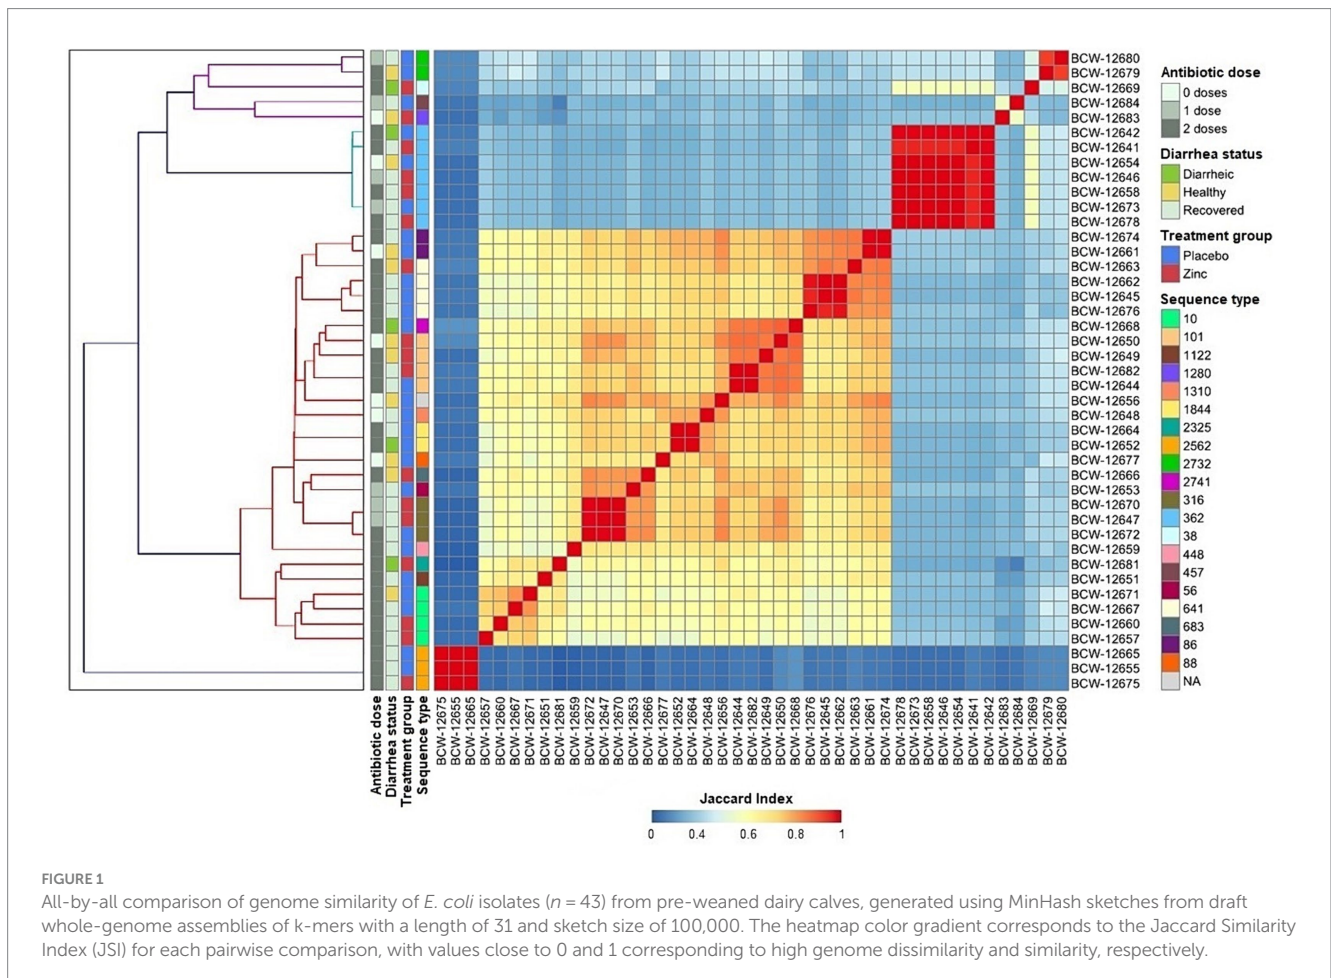 BCW-12680
BCW-12679
BCW-12669
BCW-12684
BCW-12683
BCW-12642
BCW-12641
BCW-12654
BCW-12646
BCW-12658
BCW-12673
BCW-12678
BCW-12674
BCW-12661
BCW-12663
BCW-12662
BCW-12645
BCW-12676
BCW-12668
BCW-12650
BCW-12649
BCW-12682
BCW-12644
BCW-12656
BCW-12648
BCW-12664
BCW-12652
BCW-12677
BCW-12666
BCW-12653
BCW-12670
BCW-12647
BCW-12672
BCW-12659
BCW-12681
BCW-12651
BCW-12671
BCW-12667
BCW-12660
BCW-12657
BCW-12665
BCW-12655
BCW-12675
Antibiotic dose
0 doses
1 dose
2 doses
Diarrhea status
Diarrheic
Healthy
Recovered
Treatment group
Placebo
Zinc
Sequence type
10
101
1122
1280
1310
1844
2325
2562
2732
2741
316
362
38
448
457
56
641
683
86
88
NA
Antibiotic dose
Diarrhea status
Treatment group
Sequence type
BCW-12675
BCW-12655
BCW-12665
BCW-12657
BCW-12660
BCW-12667
BCW-12671
BCW-12651
BCW-12681
BCW-12659
BCW-12672
BCW-12647
BCW-12670
BCW-12653
BCW-12666
BCW-12677
BCW-12652
BCW-12664
BCW-12648
BCW-12656
BCW-12644
BCW-12682
BCW-12649
BCW-12650
BCW-12668
BCW-12676
BCW-12645
BCW-12662
BCW-12663
BCW-12661
BCW-12674
BCW-12678
BCW-12673
BCW-12658
BCW-12646
BCW-12654
BCW-12641
BCW-12642
BCW-12683
BCW-12684
BCW-12669
BCW-12679
BCW-12680
Jaccard Index
0 0.4 0.6 0.8 1
FIGURE 1
All-by-all comparison of genome similarity of E. coli isolates (n = 43) from pre-weaned dairy calves, generated using MinHash sketches from draft
whole-genome assemblies of k-mers with a length of 31 and sketch size of 100,000. The heatmap color gradient corresponds to the Jaccard Similarity
Index (JSI) for each pairwise comparison, with values close to 0 and 1 corresponding to high genome dissimilarity and similarity, respectively.